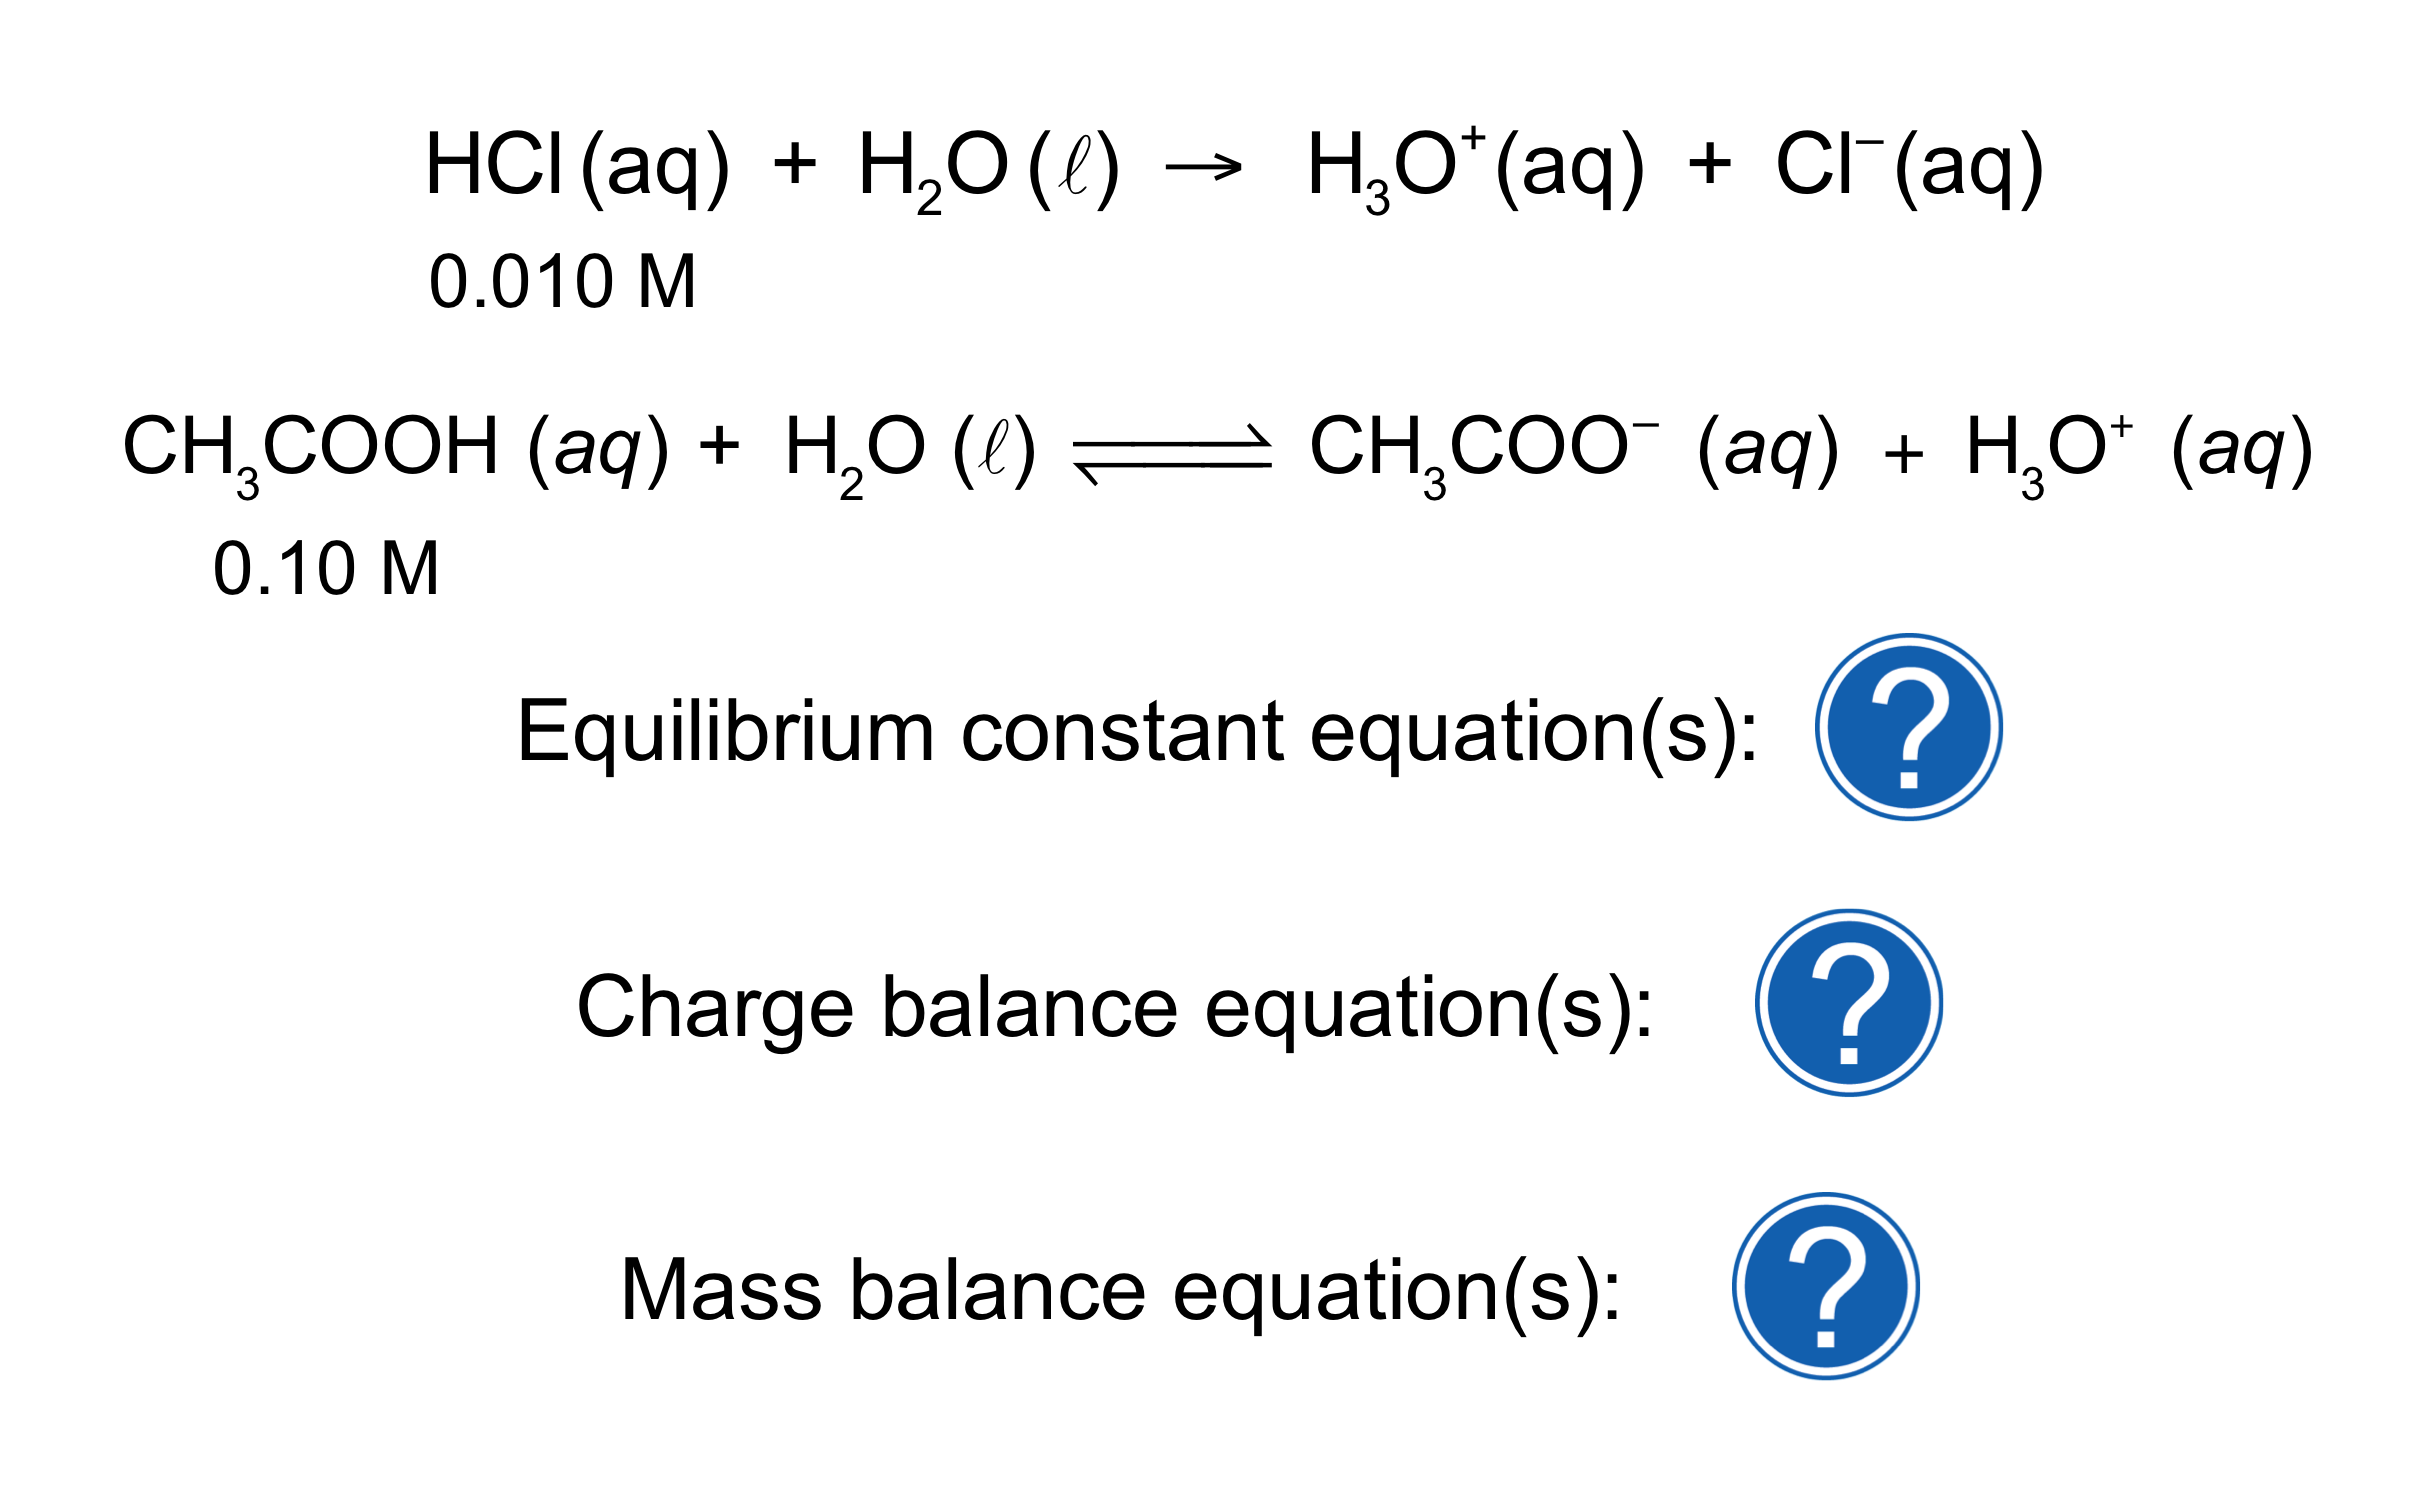 HCl (aq) + H₂O (ℓ) → H₃O⁺(aq) + Cl⁻(aq)
0.010 M
CH₃COOH (aq) + H₂O (ℓ) ⇌ CH₃COO⁻ (aq) + H₃O⁺ (aq)
0.10 M
Equilibrium constant equation(s): ?
Charge balance equation(s): ?
Mass balance equation(s): ?